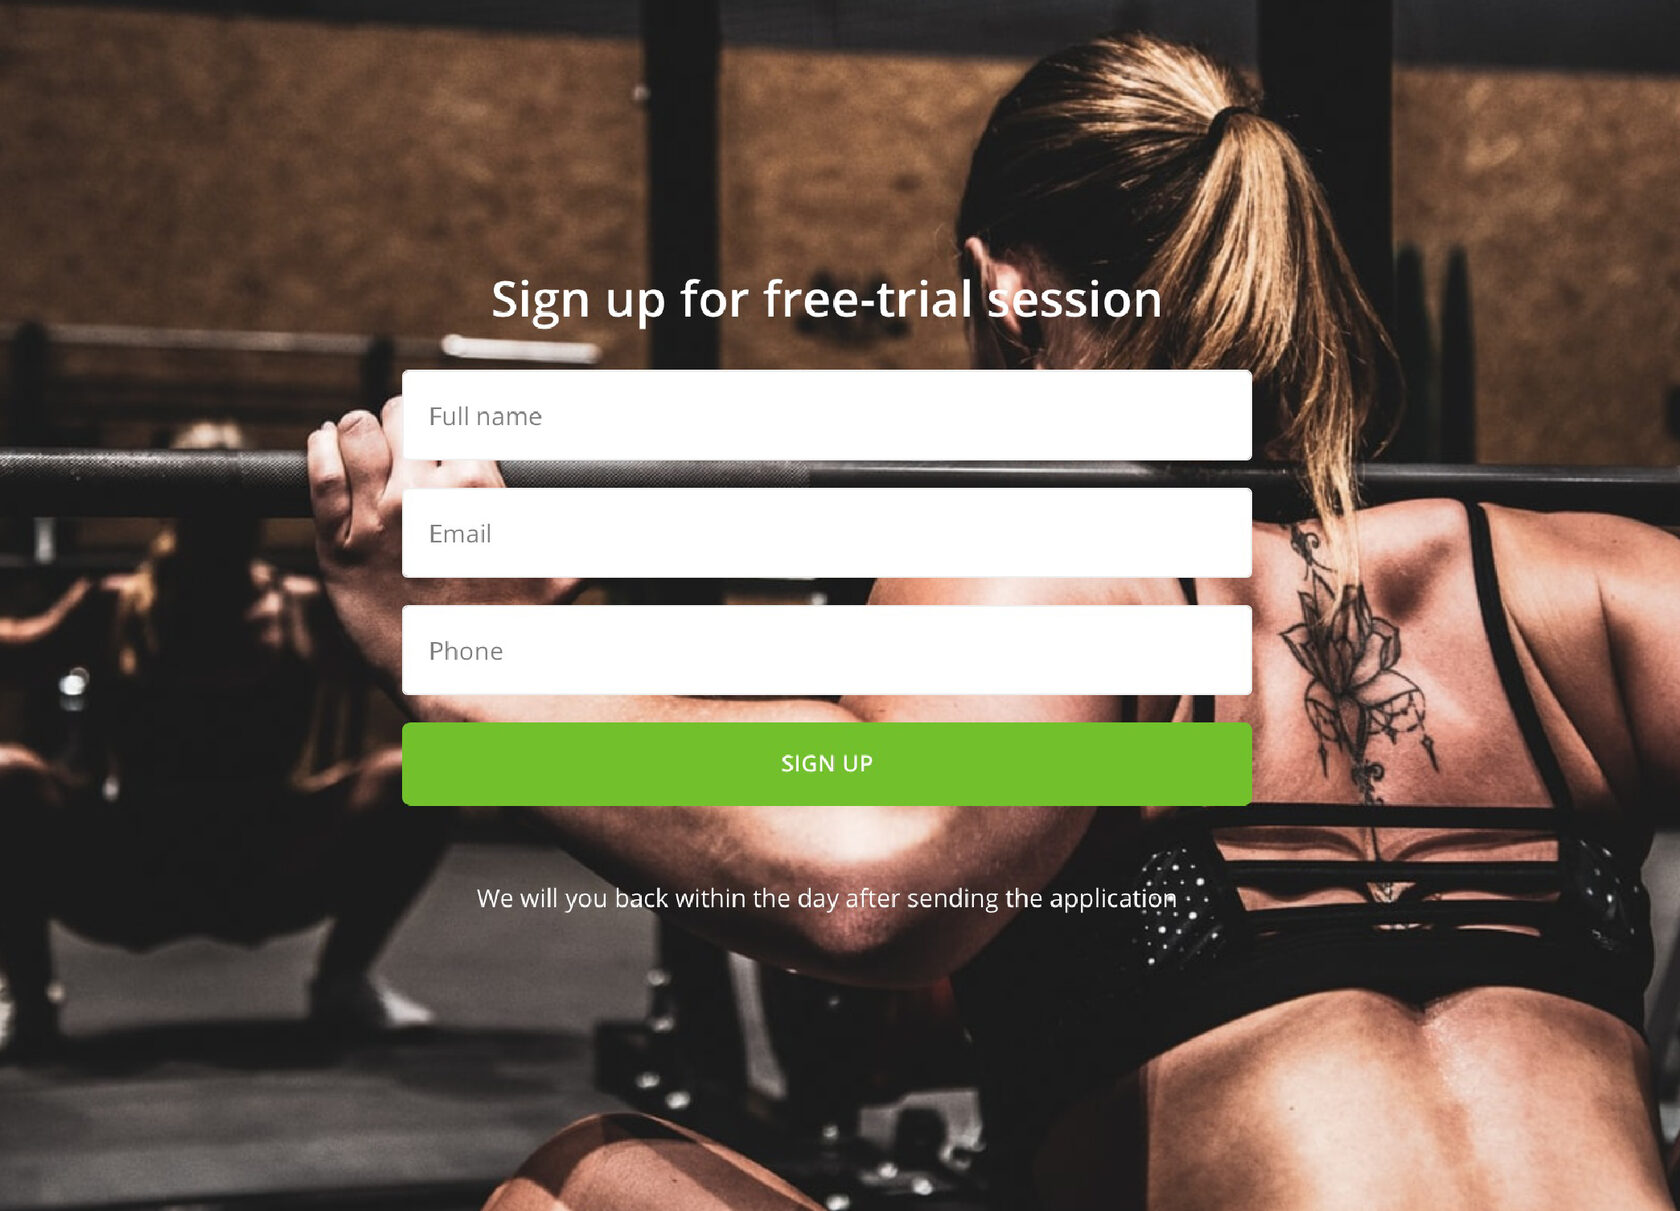 Sign up for free-trial session
Full name
Email
Phone
SIGN UP
We will you back within the day after sending the application